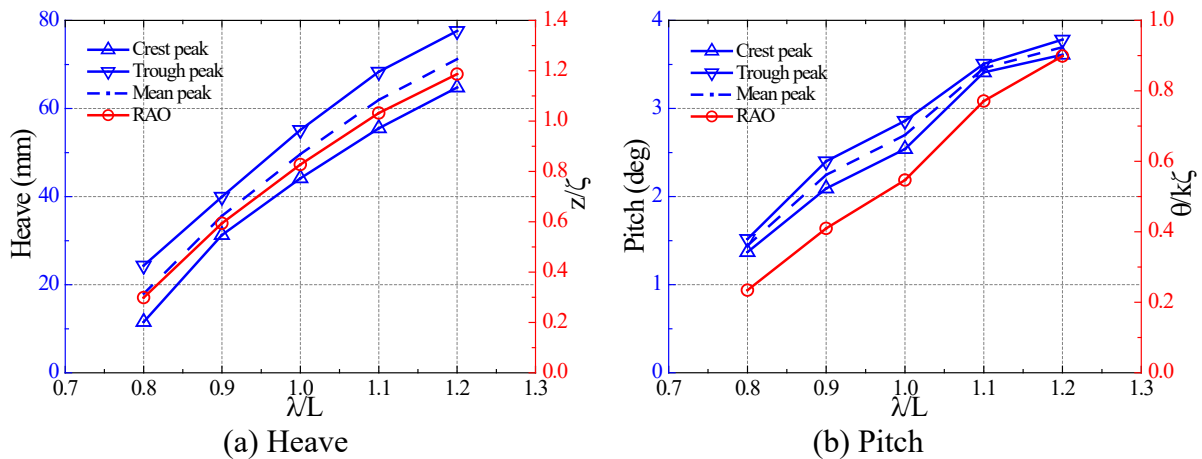 Crest peak
Trough peak
Mean peak
RAO
Heave (mm)
80
60
40
20
0
1.4
1.2
1.0
0.8
0.6
0.4
0.2
0.0
z/ζ
0.7 0.8 0.9 1.0 1.1 1.2 1.3
λ/L
(a) Heave
Crest peak
Trough peak
Mean peak
RAO
Pitch (deg)
4
3
2
1
0
1.0
0.8
0.6
0.4
0.2
0.0
θ/kζ
0.7 0.8 0.9 1.0 1.1 1.2 1.3
λ/L
(b) Pitch